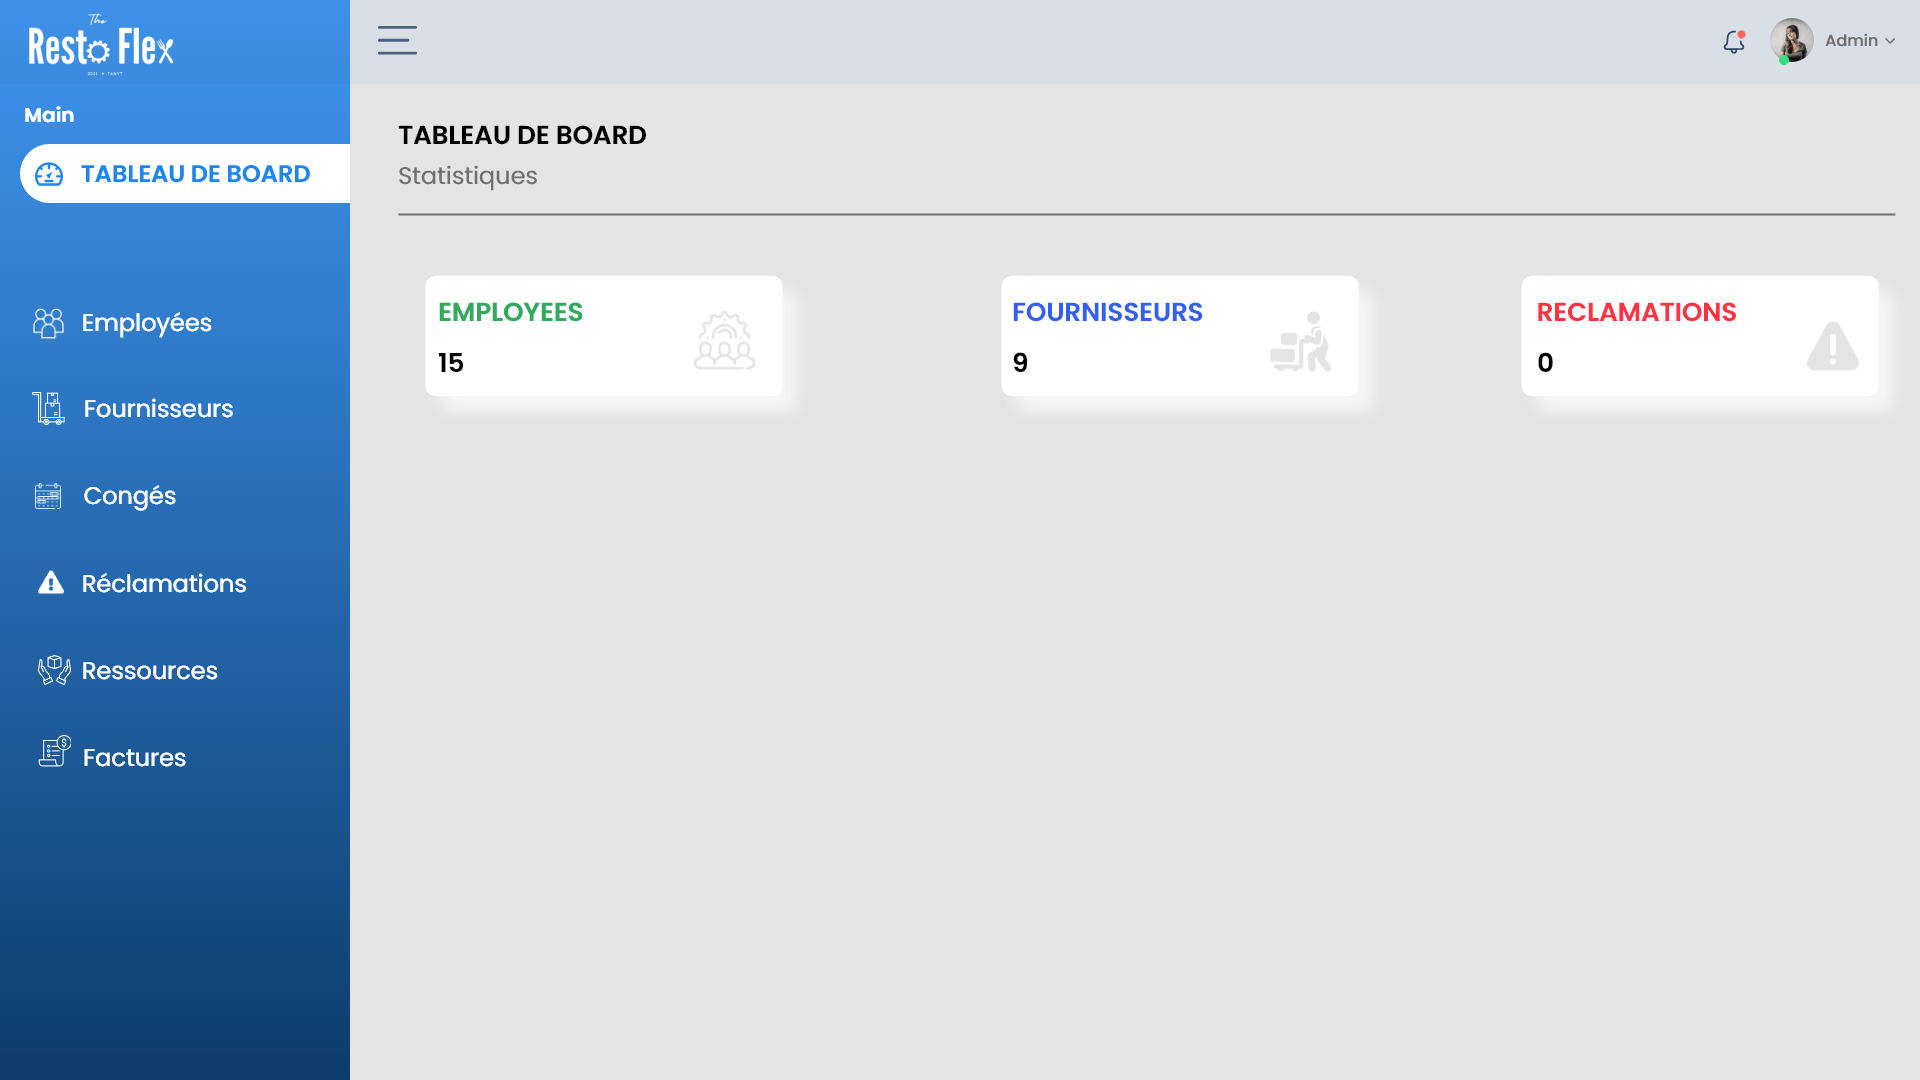 The
Resto Flex
Admin
Main
TABLEAU DE BOARD
Employées
Fournisseurs
Congés
Réclamations
Ressources
Factures
TABLEAU DE BOARD
Statistiques
EMPLOYEES
15
FOURNISSEURS
9
RECLAMATIONS
0